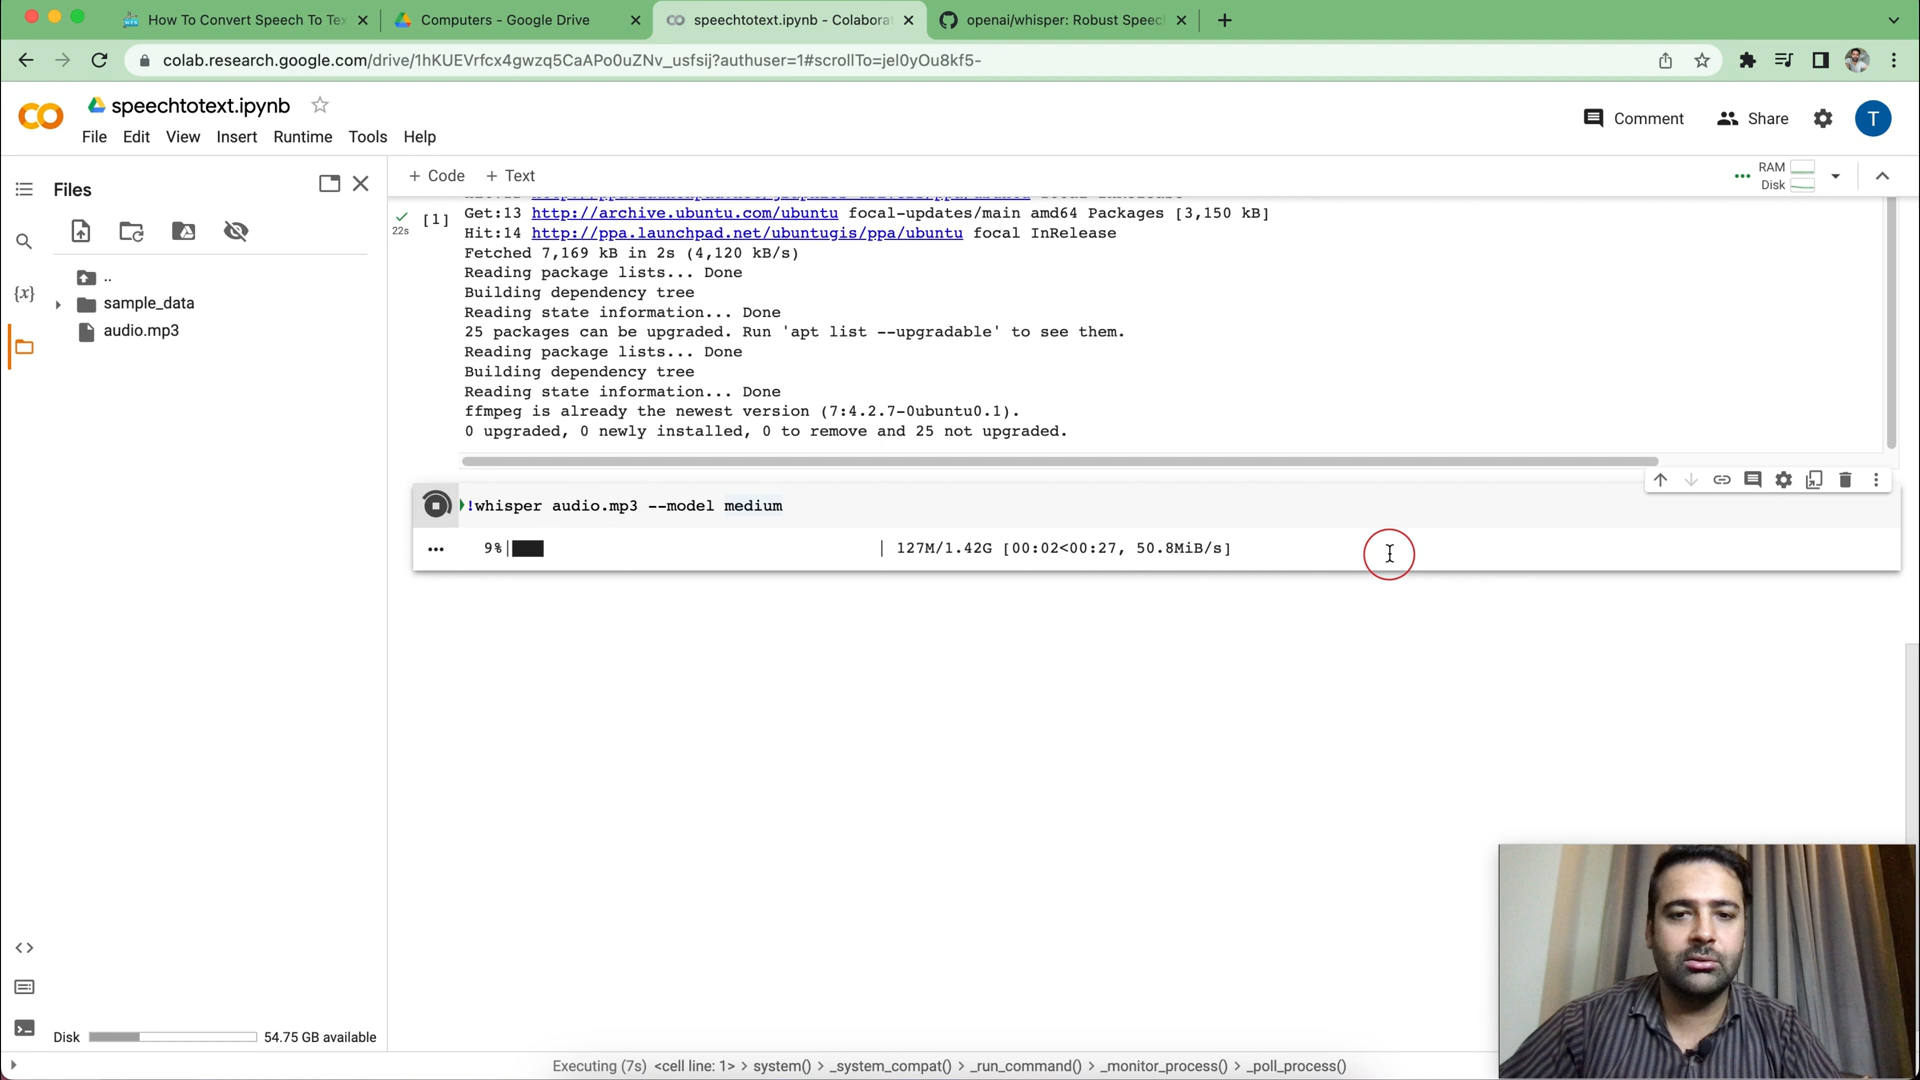 How To Convert Speech To Tex
Computers - Google Drive
speechtotext.ipynb - Colaborat
openai/whisper: Robust Speech
colab.research.google.com/drive/1hKUEVrfcx4gwzq5CaAPo0uZNv_usfsij?authuser=1#scrollTo=jel0yOu8kf5-
speechtotext.ipynb
File Edit View Insert Runtime Tools Help
Comment
Share
T
Files
+ Code + Text
RAM
Disk
..
sample_data
audio.mp3
22s
[1]
Get:13 http://archive.ubuntu.com/ubuntu focal-updates/main amd64 Packages [3,150 kB]
Hit:14 http://ppa.launchpad.net/ubuntugis/ppa/ubuntu focal InRelease
Fetched 7,169 kB in 2s (4,120 kB/s)
Reading package lists... Done
Building dependency tree
Reading state information... Done
25 packages can be upgraded. Run 'apt list --upgradable' to see them.
Reading package lists... Done
Building dependency tree
Reading state information... Done
ffmpeg is already the newest version (7:4.2.7-0ubuntu0.1).
0 upgraded, 0 newly installed, 0 to remove and 25 not upgraded.
!whisper audio.mp3 --model medium
9%| | 127M/1.42G [00:02<00:27, 50.8MiB/s]
Disk 54.75 GB available
Executing (7s) <cell line: 1> > system() > _system_compat() > _run_command() > _monitor_process() > _poll_process()